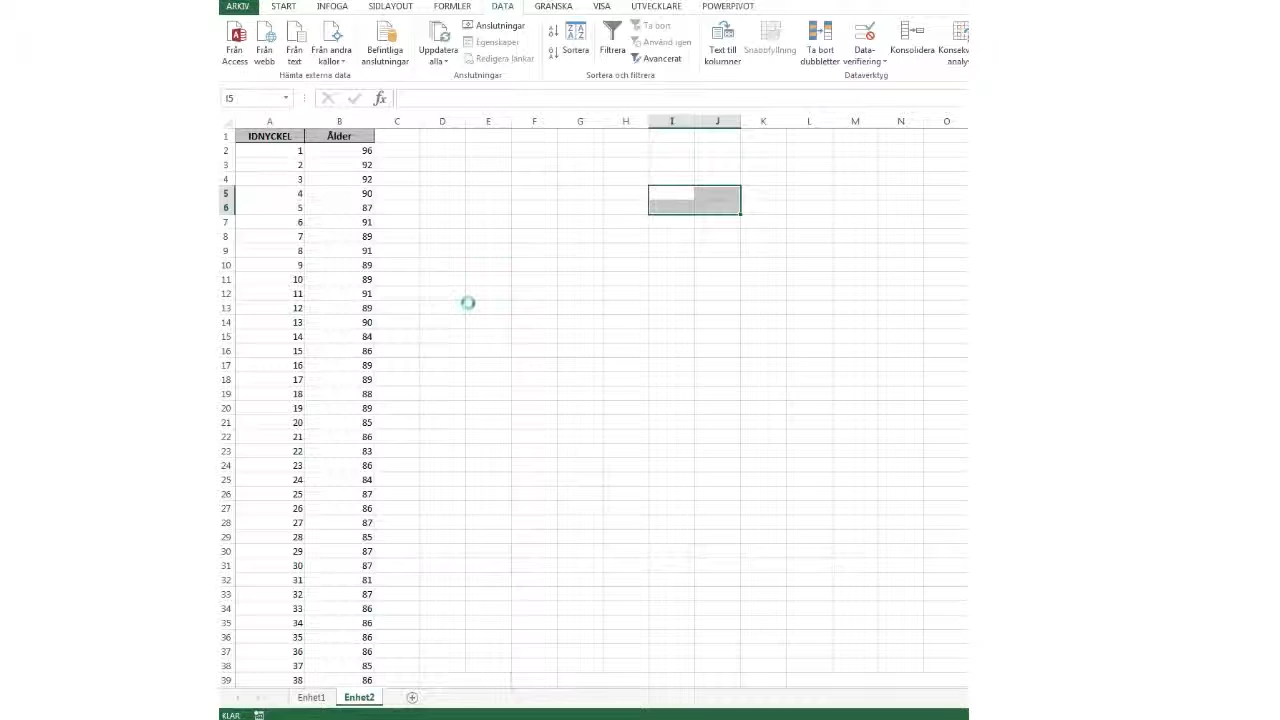 ARKIV START INFOGA SIDLAYOUT FORMLER DATA GRANSKA VISA UTVECKLARE POWERPIVOT
Från Access
Från webb
Från text
Från andra källor
Befintliga anslutningar
Hämta externa data
Uppdatera alla
Anslutningar
Egenskaper
Redigera länkar
Anslutningar
Sortera
Filtrera
Ta bort
Använd igen
Avancerat
Sortera och filtrera
Text till kolumner
Snabbfyllning
Ta bort dubbletter
Data-verifiering
Konsolidera
Konsekv
analy
Dataverktyg
I5
fx
A B C D E F G H I J K L M N O
1 IDNYCKEL Ålder
2 1 96
3 2 92
4 3 92
5 4 90
6 5 87
7 6 91
8 7 89
9 8 91
10 9 89
11 10 89
12 11 91
13 12 89
14 13 90
15 14 84
16 15 86
17 16 89
18 17 89
19 18 88
20 19 89
21 20 85
22 21 86
23 22 83
24 23 86
25 24 84
26 25 87
27 26 86
28 27 87
29 28 85
30 29 87
31 30 87
32 31 81
33 32 87
34 33 86
35 34 86
36 35 86
37 36 86
38 37 85
39 38 86
Enhet1 Enhet2
KLAR